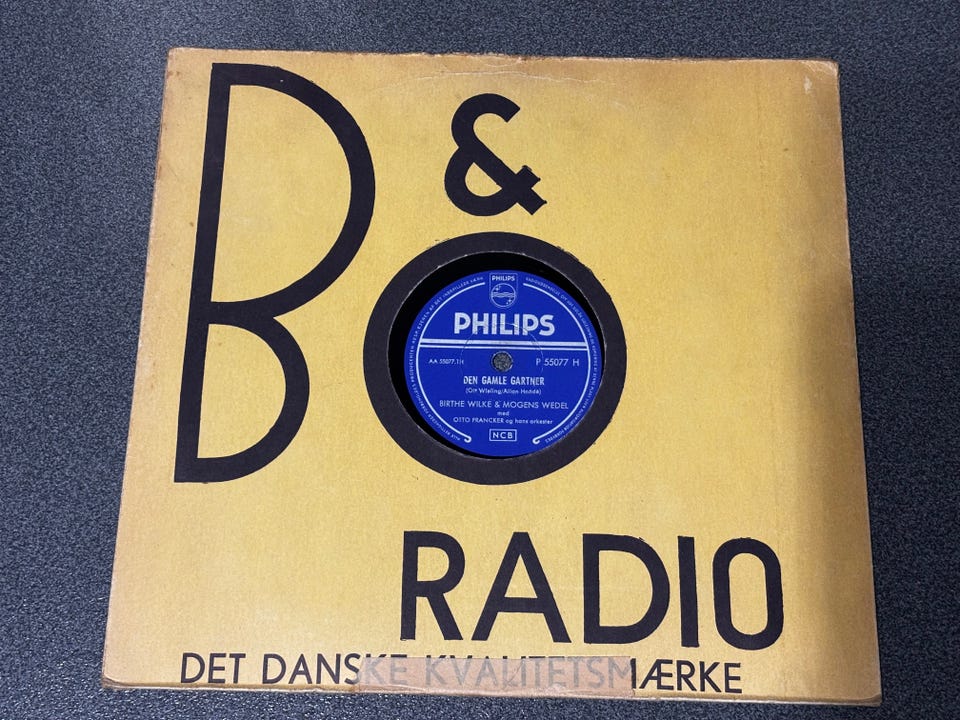 B &
O
RADIO
DET DANSKE KVALITETSMÆRKE
PHILIPS
PHILIPS
AA 55077.1H
P 55077 H
DEN GAMLE GARTNER
BIRTHE WILKE & MOGENS WEDEL
med
OTTO FRANCKER og hans orkester
NCB